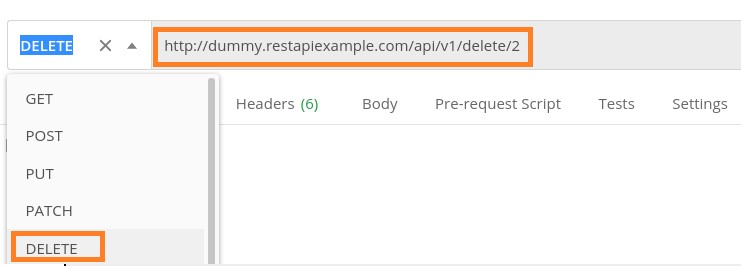 DELETE http://dummy.restapiexample.com/api/v1/delete/2
GET
Headers (6) Body Pre-request Script Tests Settings
POST
PUT
PATCH
DELETE